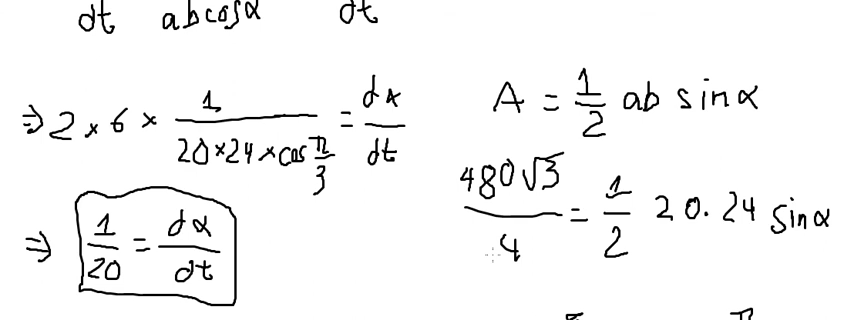 dt abcosα dt
⇒ 2 × 6 × 1/(20×24×cos π/3) = dα/dt
⇒ 1/20 = dα/dt
A = 1/2 ab sinα
480√3/4 = 1/2 20.24 sinα
π